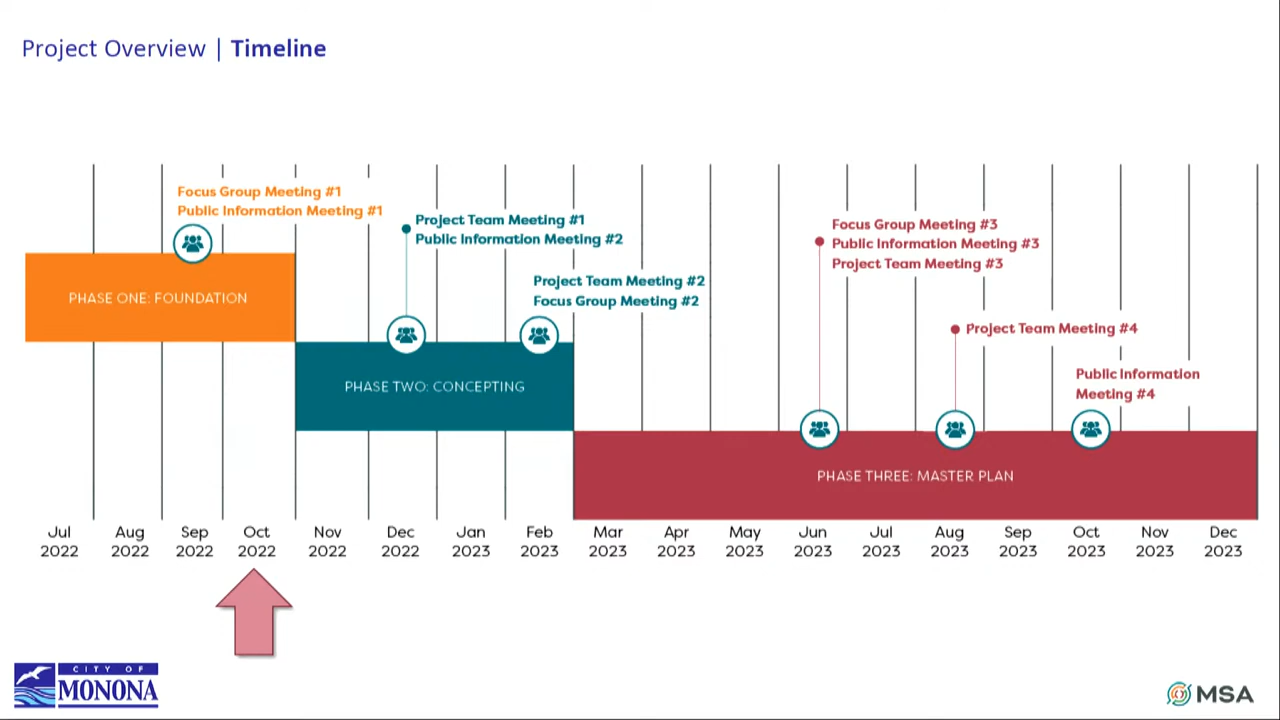 Project Overview | Timeline
Focus Group Meeting #1
Public Information Meeting #1
Project Team Meeting #1
Public Information Meeting #2
Project Team Meeting #2
Focus Group Meeting #2
Focus Group Meeting #3
Public Information Meeting #3
Project Team Meeting #3
Project Team Meeting #4
Public Information
Meeting #4
PHASE ONE: FOUNDATION
PHASE TWO: CONCEPTING
PHASE THREE: MASTER PLAN
Jul Aug Sep Oct Nov Dec Jan Feb Mar Apr May Jun Jul Aug Sep Oct Nov Dec
2022 2022 2022 2022 2022 2022 2023 2023 2023 2023 2023 2023 2023 2023 2023 2023 2023 2023
CITY OF
MONONA
MSA